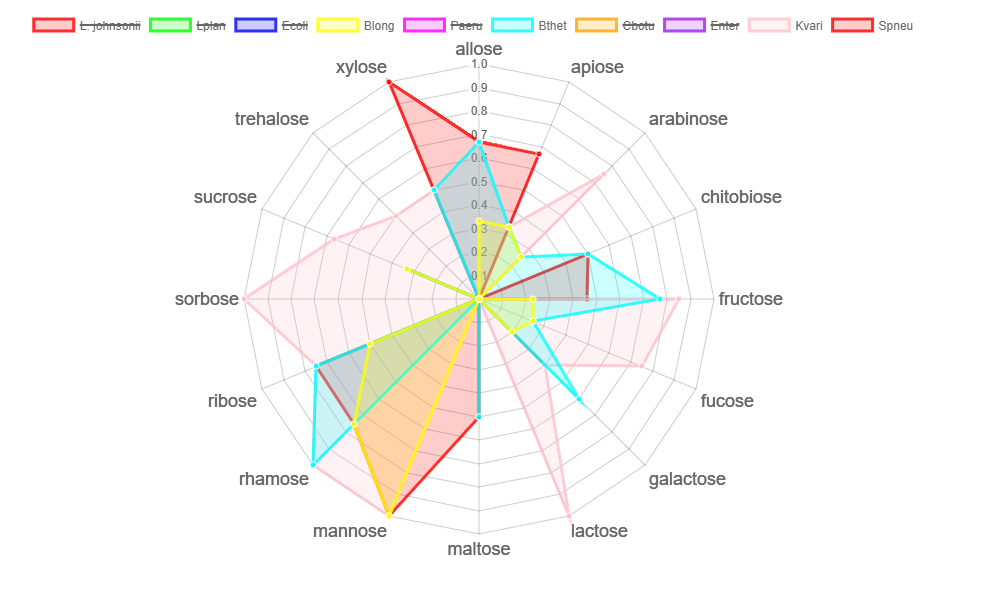 L. johnsonii Lplan Ecoli Blong Paeru Bthet Obotu Enter Kvari Spneu
allose
xylose apiose
trehalose arabinose
sucrose chitobiose
sorbose fructose
ribose fucose
rhamose galactose
mannose lactose
maltose
1.0
0.9
0.8
0.7
0.6
0.5
0.4
0.3
0.2
0.1